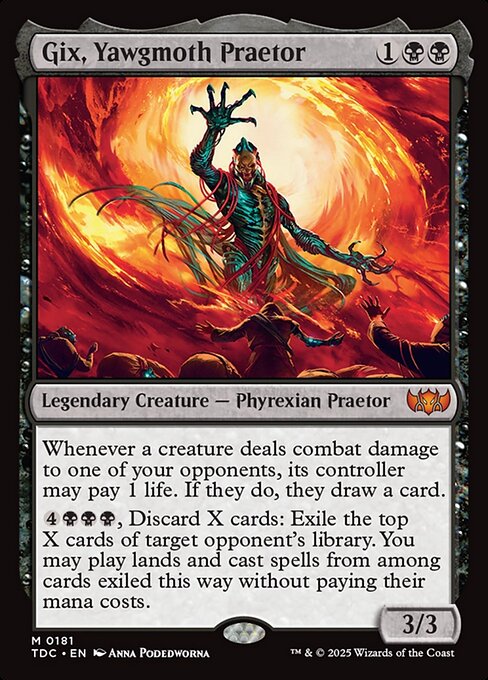 Gix, Yawgmoth Praetor 1
Legendary Creature — Phyrexian Praetor
Whenever a creature deals combat damage
to one of your opponents, its controller
may pay 1 life. If they do, they draw a card.
4, Discard X cards: Exile the top
X cards of target opponent's library. You
may play lands and cast spells from among
cards exiled this way without paying their
mana costs.
3/3
M 0181
TDC • EN Anna Podedworna
™ & © 2025 Wizards of the Coast